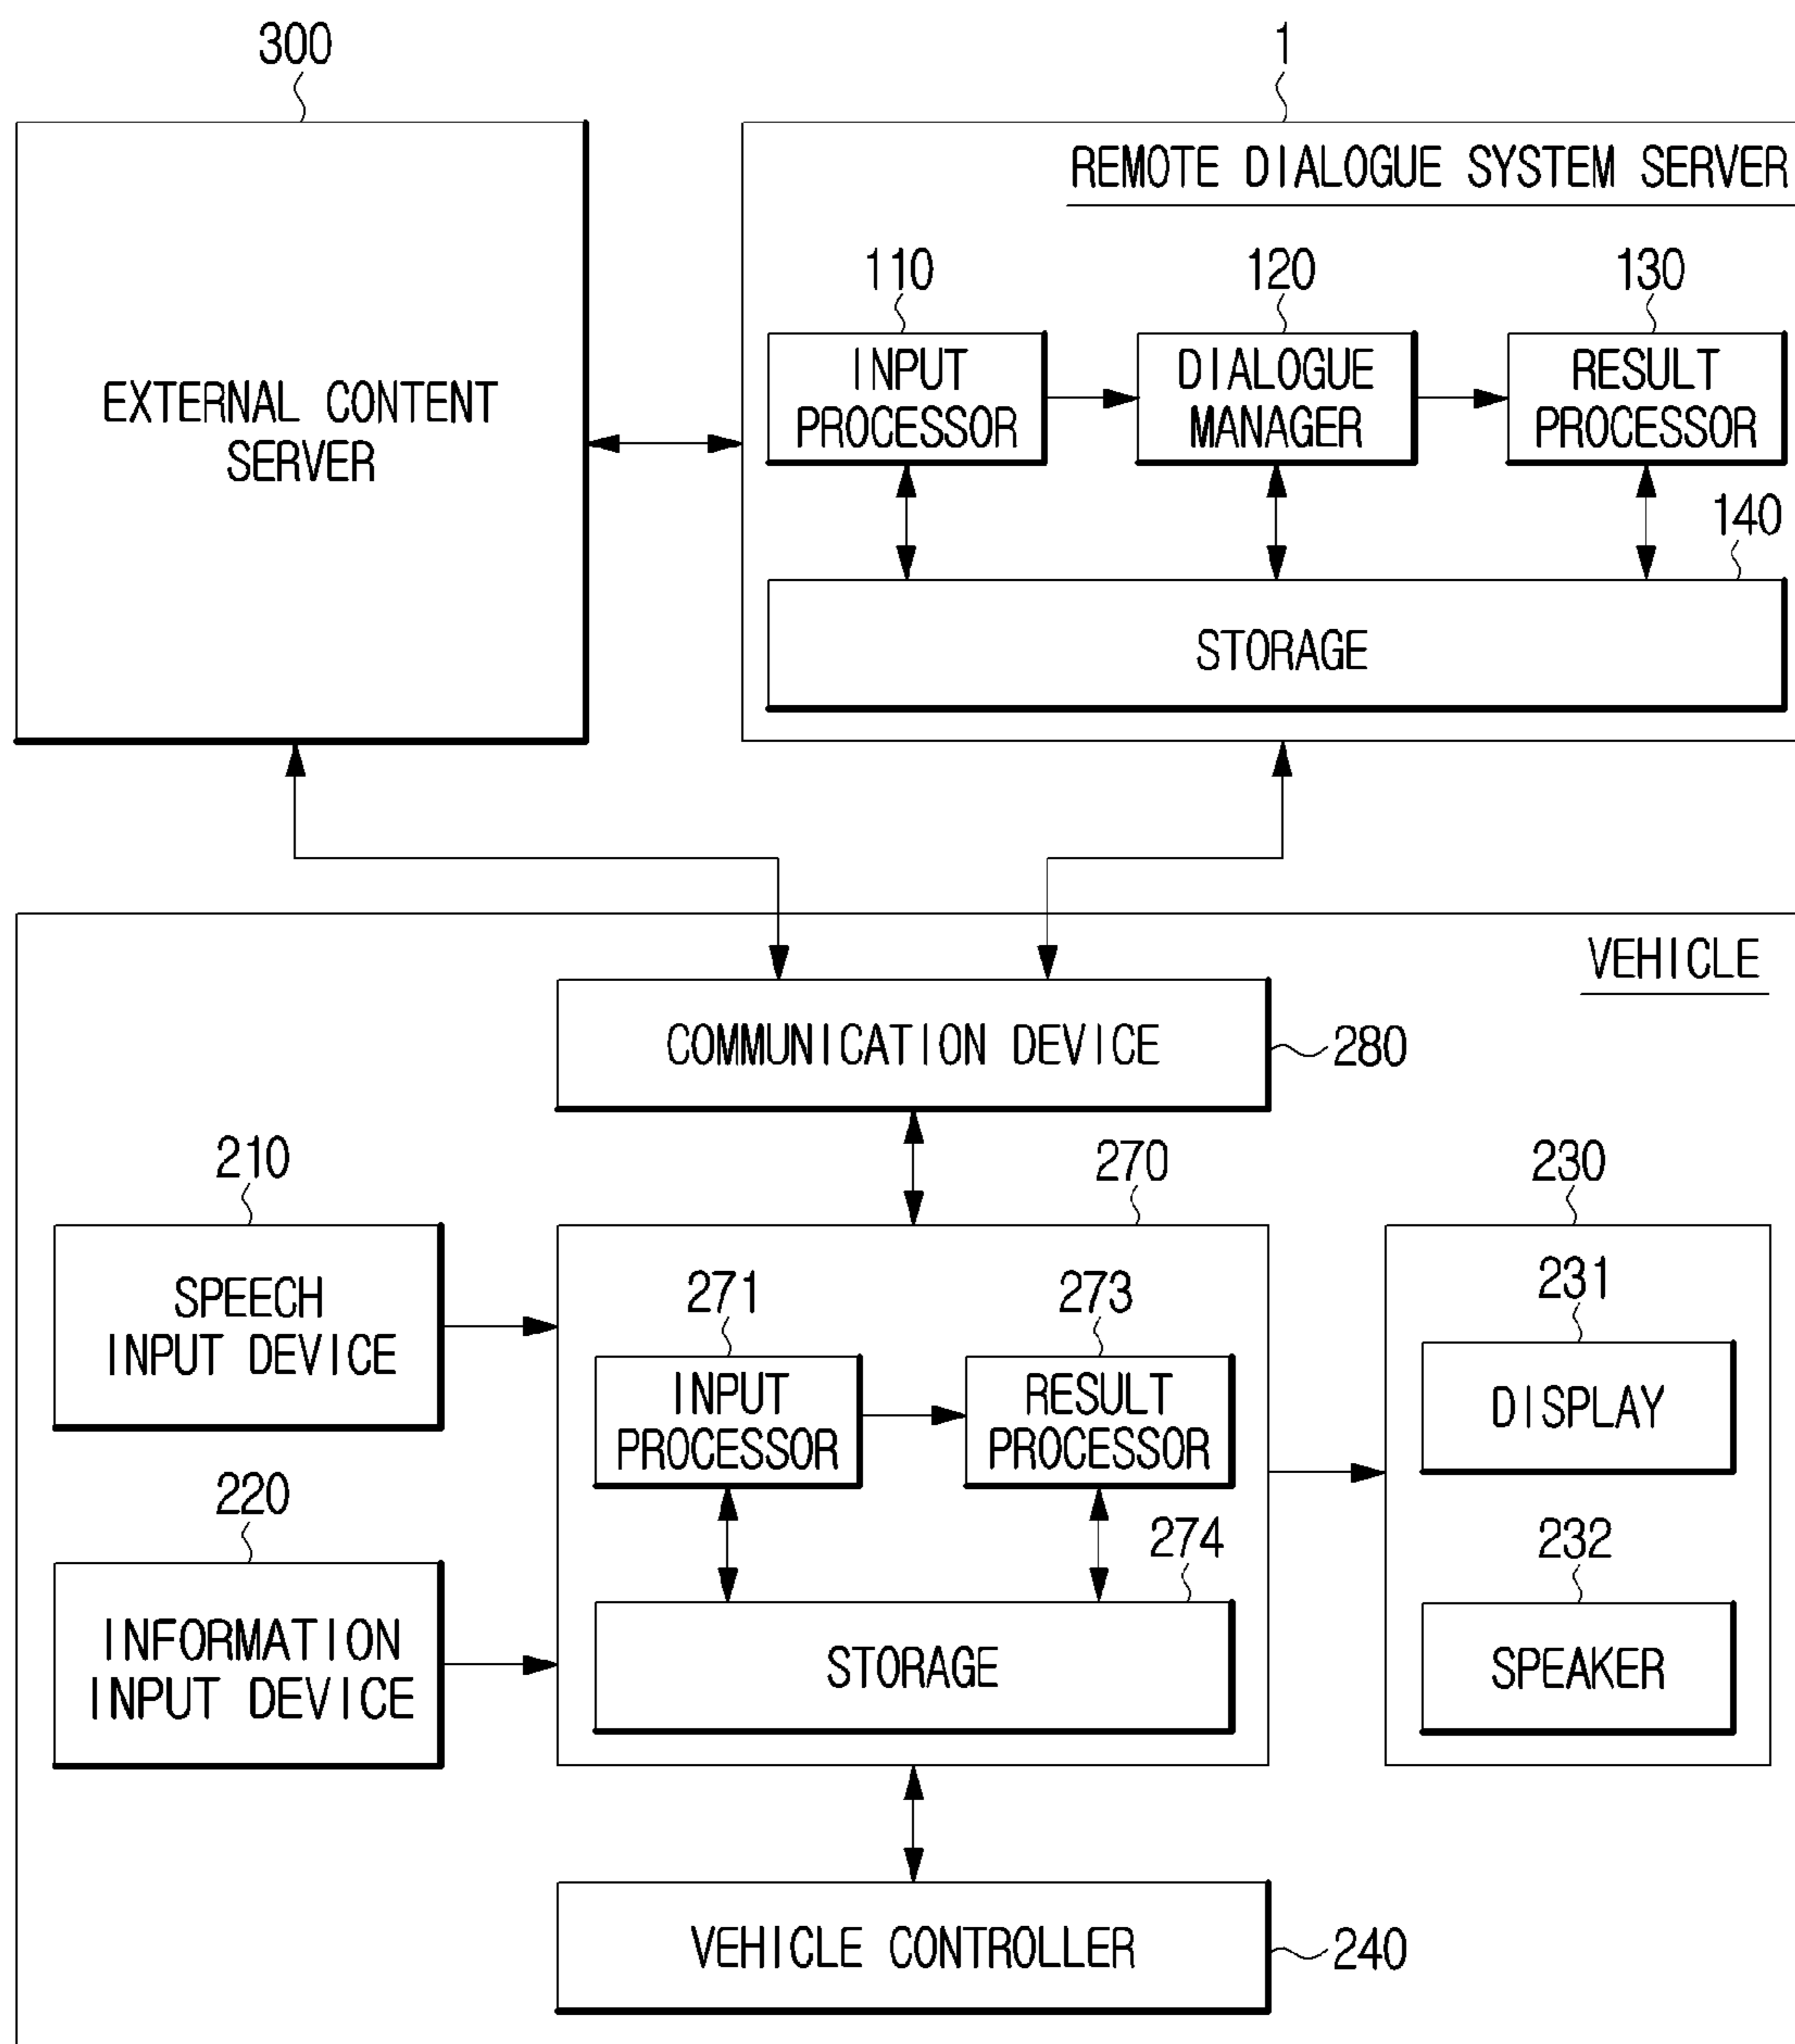 300
1
REMOTE DIALOGUE SYSTEM SERVER
110
120
130
INPUT
PROCESSOR
DIALOGUE
MANAGER
RESULT
PROCESSOR
EXTERNAL CONTENT
SERVER
140
STORAGE
VEHICLE
COMMUNICATION DEVICE
280
210
270
230
SPEECH
INPUT DEVICE
271
273
231
INPUT
PROCESSOR
RESULT
PROCESSOR
DISPLAY
220
274
232
INFORMATION
INPUT DEVICE
STORAGE
SPEAKER
VEHICLE CONTROLLER
240